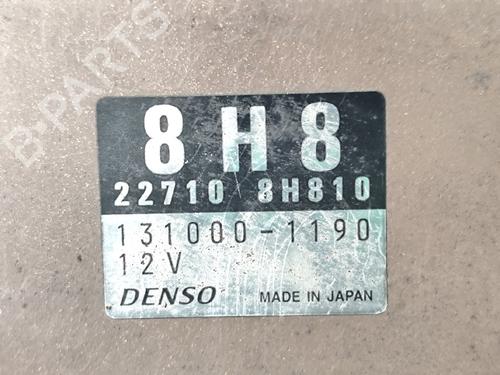 B-PARTS
8H8
22710 8H810
131000-1190
12V
DENSO MADE IN JAPAN